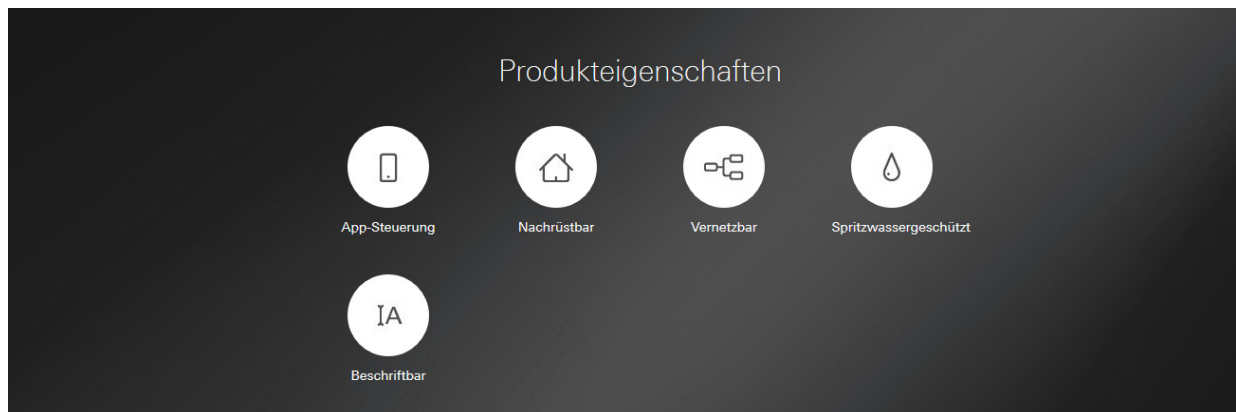 Produkteigenschaften
App-Steuerung
Nachrüstbar
Vernetzbar
Spritzwassergeschützt
A
Beschriftbar